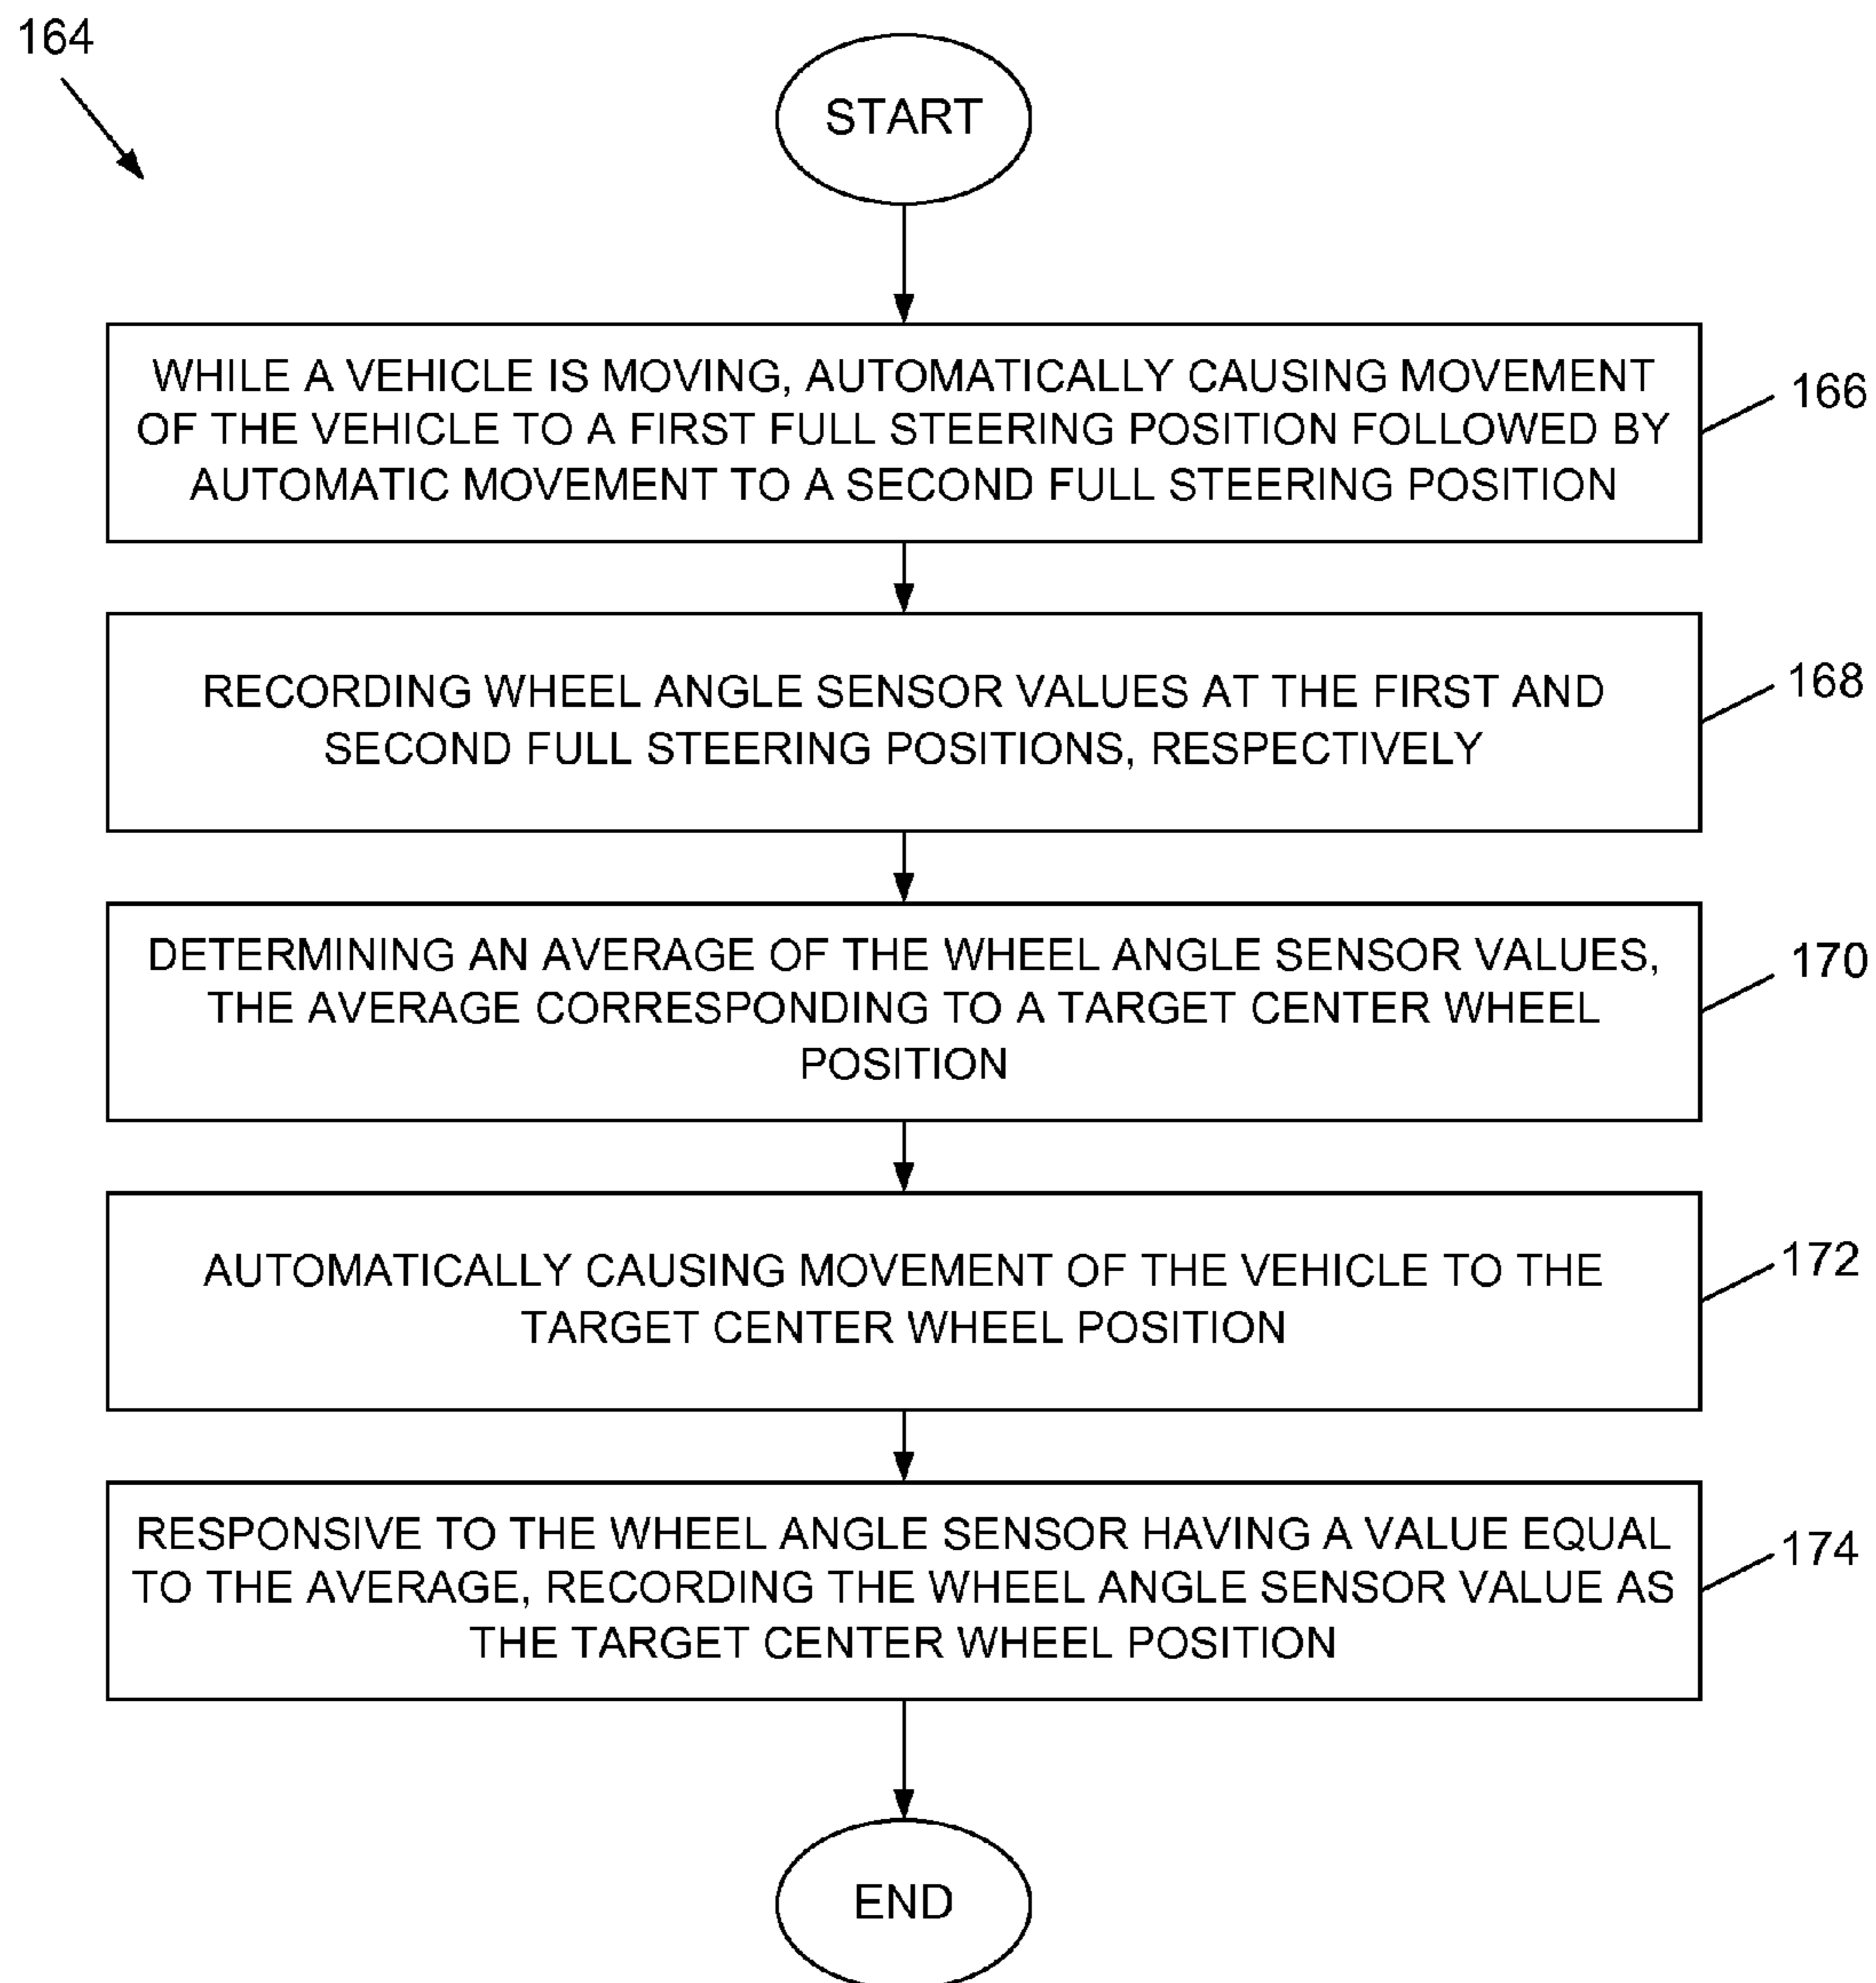 164
START
WHILE A VEHICLE IS MOVING, AUTOMATICALLY CAUSING MOVEMENT
OF THE VEHICLE TO A FIRST FULL STEERING POSITION FOLLOWED BY
AUTOMATIC MOVEMENT TO A SECOND FULL STEERING POSITION
166
RECORDING WHEEL ANGLE SENSOR VALUES AT THE FIRST AND
SECOND FULL STEERING POSITIONS, RESPECTIVELY
168
DETERMINING AN AVERAGE OF THE WHEEL ANGLE SENSOR VALUES,
THE AVERAGE CORRESPONDING TO A TARGET CENTER WHEEL
POSITION
170
AUTOMATICALLY CAUSING MOVEMENT OF THE VEHICLE TO THE
TARGET CENTER WHEEL POSITION
172
RESPONSIVE TO THE WHEEL ANGLE SENSOR HAVING A VALUE EQUAL
TO THE AVERAGE, RECORDING THE WHEEL ANGLE SENSOR VALUE AS
THE TARGET CENTER WHEEL POSITION
174
END